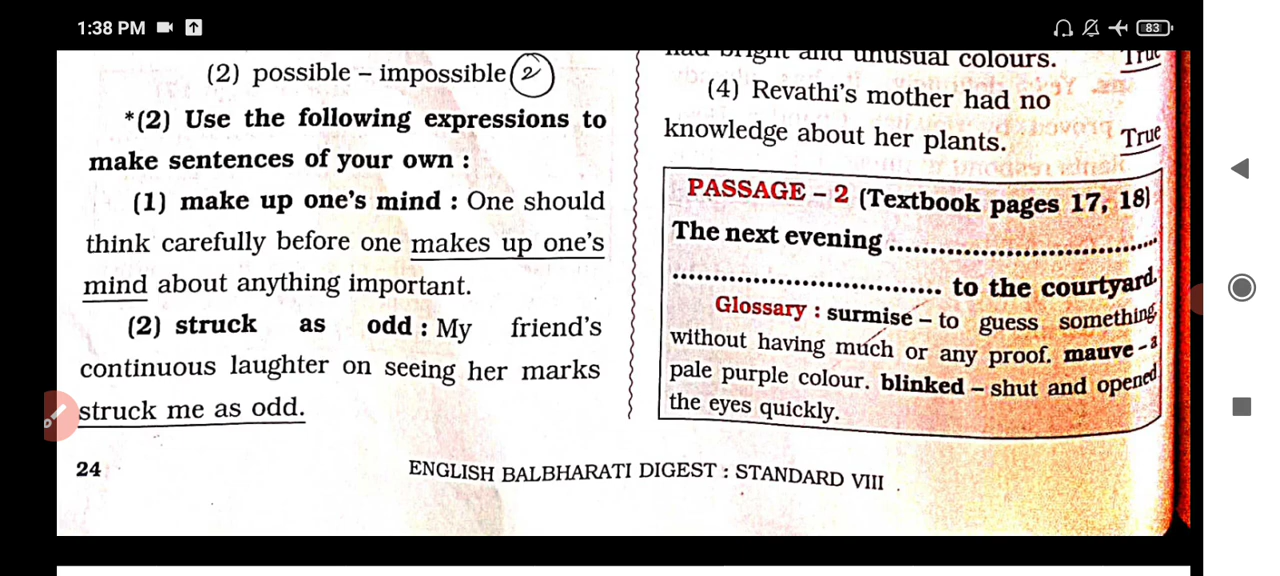 1:38 PM
83
(2) possible – impossible 2
*(2) Use the following expressions to
make sentences of your own :
(1) make up one's mind : One should
think carefully before one makes up one's
mind about anything important.
(2) struck as odd : My friend's
continuous laughter on seeing her marks
struck me as odd.
24
had bright and unusual colours. True
(4) Revathi's mother had no
knowledge about her plants. True
PASSAGE – 2 (Textbook pages 17, 18)
The next evening ..............................
.............................. to the courtyard.
Glossary : surmise – to guess something
without having much or any proof. mauve – a
pale purple colour. blinked – shut and opened
the eyes quickly.
ENGLISH BALBHARATI DIGEST : STANDARD VIII